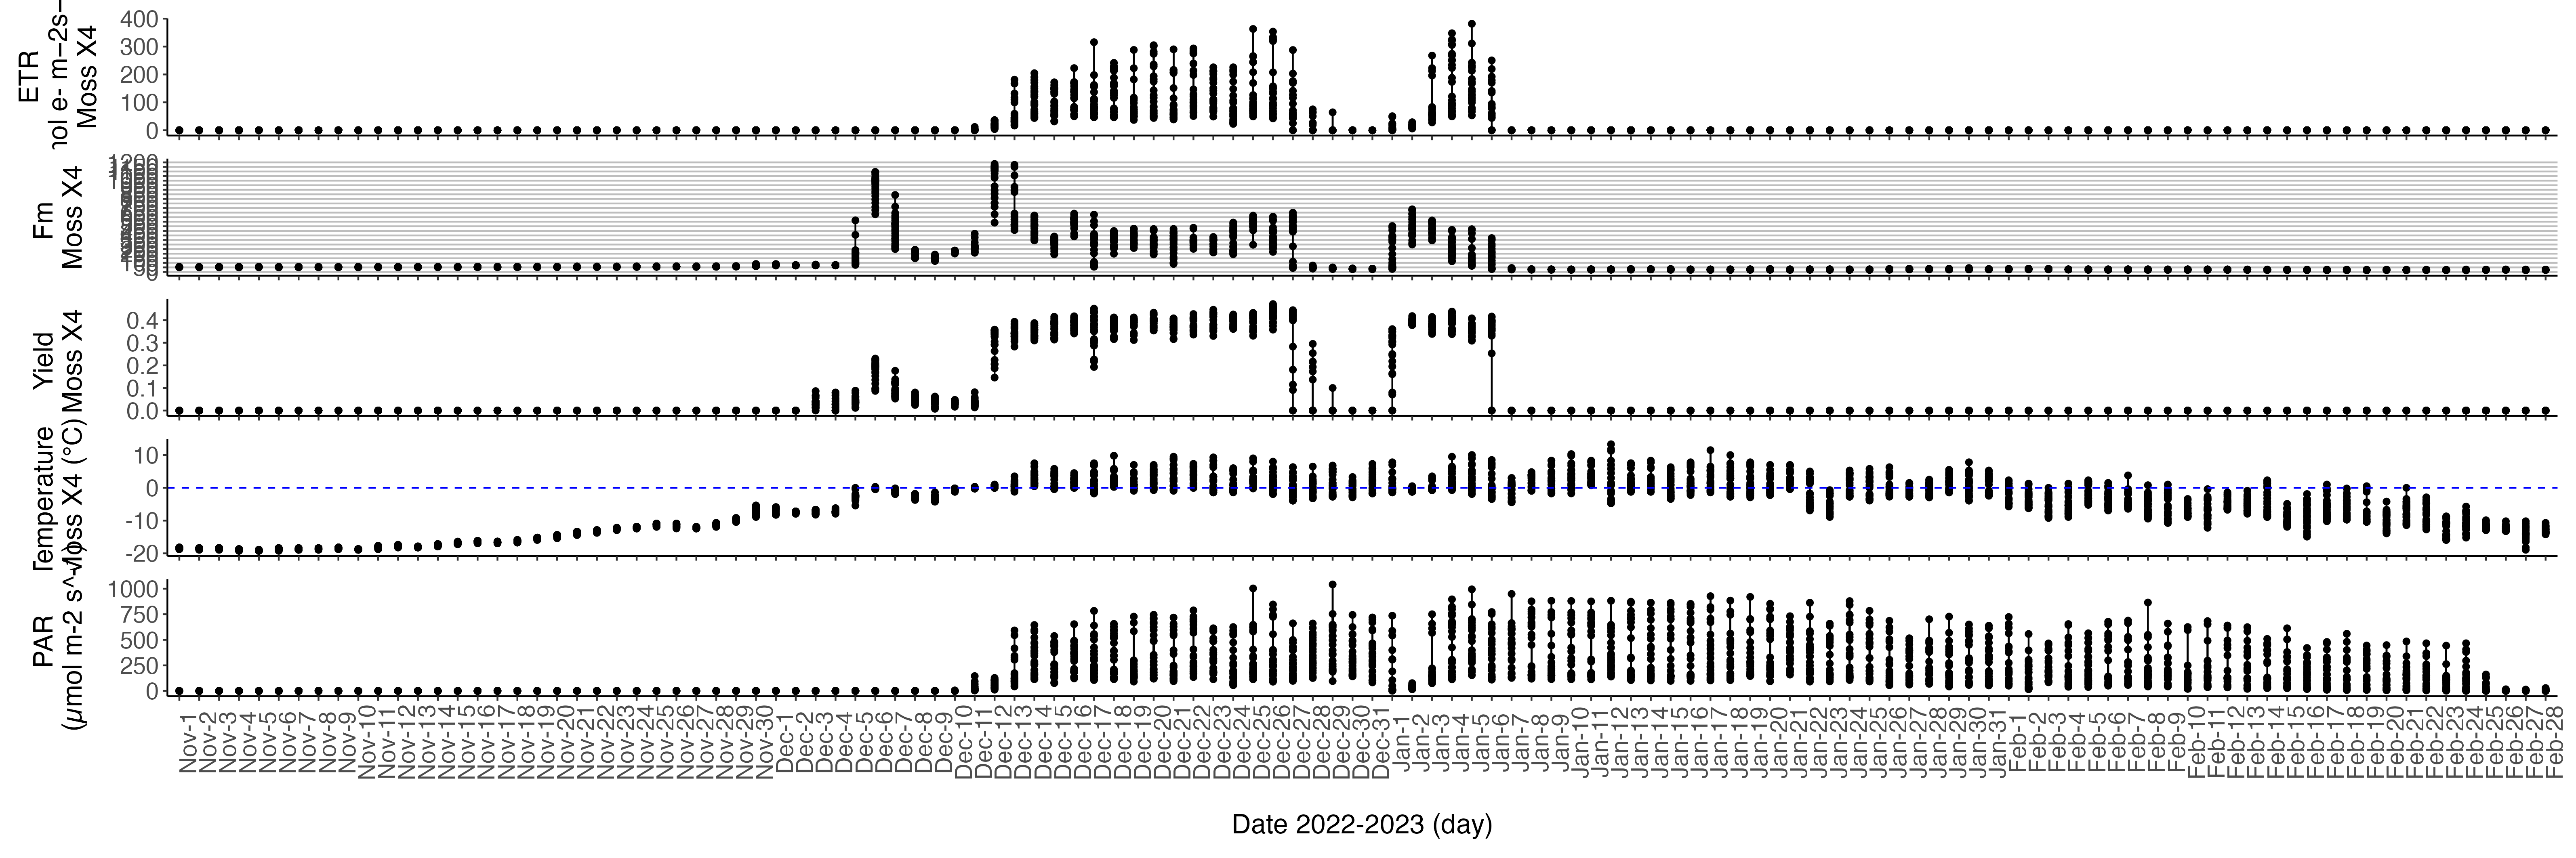 ETR
Moss X4
400
300
200
100
0
Fm
Moss X4
1200
0
Yield
Moss X4
0.4
0.3
0.2
0.1
0.0
Temperature
Moss X4 (°C)
10
0
-10
-20
PAR
(µmol m-2 s^-1)
1000
750
500
250
0
Nov-1
Nov-2
Nov-3
Nov-4
Nov-5
Nov-6
Nov-7
Nov-8
Nov-9
Nov-10
Nov-11
Nov-12
Nov-13
Nov-14
Nov-15
Nov-16
Nov-17
Nov-18
Nov-19
Nov-20
Nov-21
Nov-22
Nov-23
Nov-24
Nov-25
Nov-26
Nov-27
Nov-28
Nov-29
Nov-30
Dec-1
Dec-2
Dec-3
Dec-4
Dec-5
Dec-6
Dec-7
Dec-8
Dec-9
Dec-10
Dec-11
Dec-12
Dec-13
Dec-14
Dec-15
Dec-16
Dec-17
Dec-18
Dec-19
Dec-20
Dec-21
Dec-22
Dec-23
Dec-24
Dec-25
Dec-26
Dec-27
Dec-28
Dec-29
Dec-30
Dec-31
Jan-1
Jan-2
Jan-3
Jan-4
Jan-5
Jan-6
Jan-7
Jan-8
Jan-9
Jan-10
Jan-11
Jan-12
Jan-13
Jan-14
Jan-15
Jan-16
Jan-17
Jan-18
Jan-19
Jan-20
Jan-21
Jan-22
Jan-23
Jan-24
Jan-25
Jan-26
Jan-27
Jan-28
Jan-29
Jan-30
Jan-31
Feb-1
Feb-2
Feb-3
Feb-4
Feb-5
Feb-6
Feb-7
Feb-8
Feb-9
Feb-10
Feb-11
Feb-12
Feb-13
Feb-14
Feb-15
Feb-16
Feb-17
Feb-18
Feb-19
Feb-20
Feb-21
Feb-22
Feb-23
Feb-24
Feb-25
Feb-26
Feb-27
Feb-28
Date 2022-2023 (day)